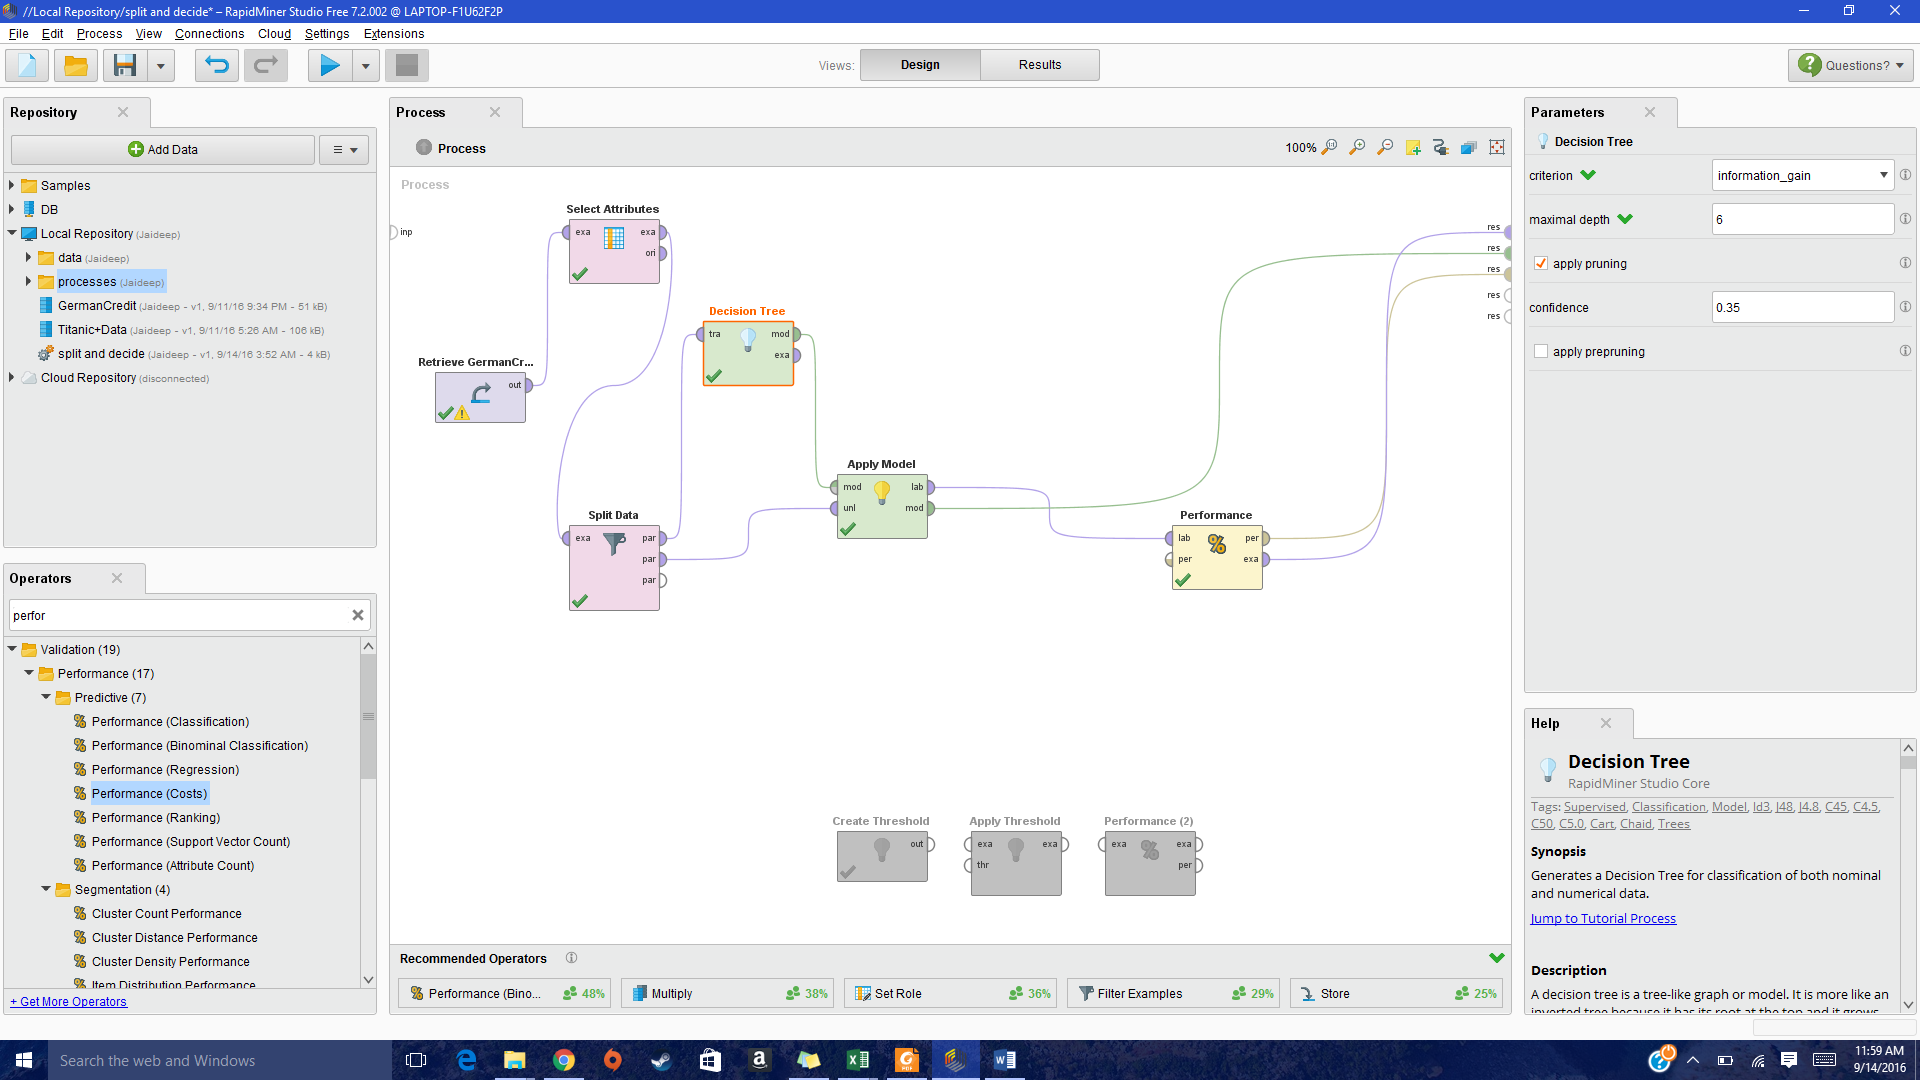 //Local Repository/split and decide* – RapidMiner Studio Free 7.2.002 @ LAPTOP-F1U62F2P
File Edit Process View Connections Cloud Settings Extensions
Views: Design Results
Questions?
Repository
Add Data
Samples
DB
Local Repository (Jaideep)
data (Jaideep)
processes (Jaideep)
GermanCredit (Jaideep - v1, 9/11/16 9:34 PM - 51 kB)
Titanic+Data (Jaideep - v1, 9/11/16 5:26 AM - 106 kB)
split and decide (Jaideep - v1, 9/14/16 3:52 AM - 4 kB)
Cloud Repository (disconnected)
Operators
perfor
Validation (19)
Performance (17)
Predictive (7)
Performance (Classification)
Performance (Binominal Classification)
Performance (Regression)
Performance (Costs)
Performance (Ranking)
Performance (Support Vector Count)
Performance (Attribute Count)
Segmentation (4)
Cluster Count Performance
Cluster Distance Performance
Cluster Density Performance
Item Distribution Performance
+ Get More Operators
Process
Process
100%
Process
inp
Select Attributes
exa exa
ori
Decision Tree
tra mod
exa
Retrieve GermanCr...
out
Apply Model
mod lab
unl mod
Split Data
exa par
par
par
Performance
lab per
per exa
res
res
res
res
res
Create Threshold
out
Apply Threshold
exa exa
thr
Performance (2)
exa exa
per
Recommended Operators
Performance (Bino... 48%
Multiply 38%
Set Role 36%
Filter Examples 29%
Store 25%
Parameters
Decision Tree
criterion information_gain
maximal depth 6
apply pruning
confidence 0.35
apply prepruning
Help
Decision Tree
RapidMiner Studio Core
Tags: Supervised, Classification, Model, Id3, J48, J4.8, C45, C4.5,
C50, C5.0, Cart, Chaid, Trees
Synopsis
Generates a Decision Tree for classification of both nominal
and numerical data.
Jump to Tutorial Process
Description
A decision tree is a tree-like graph or model. It is more like an
inverted tree because it has its root at the top and it grows
Search the web and Windows
11:59 AM
9/14/2016